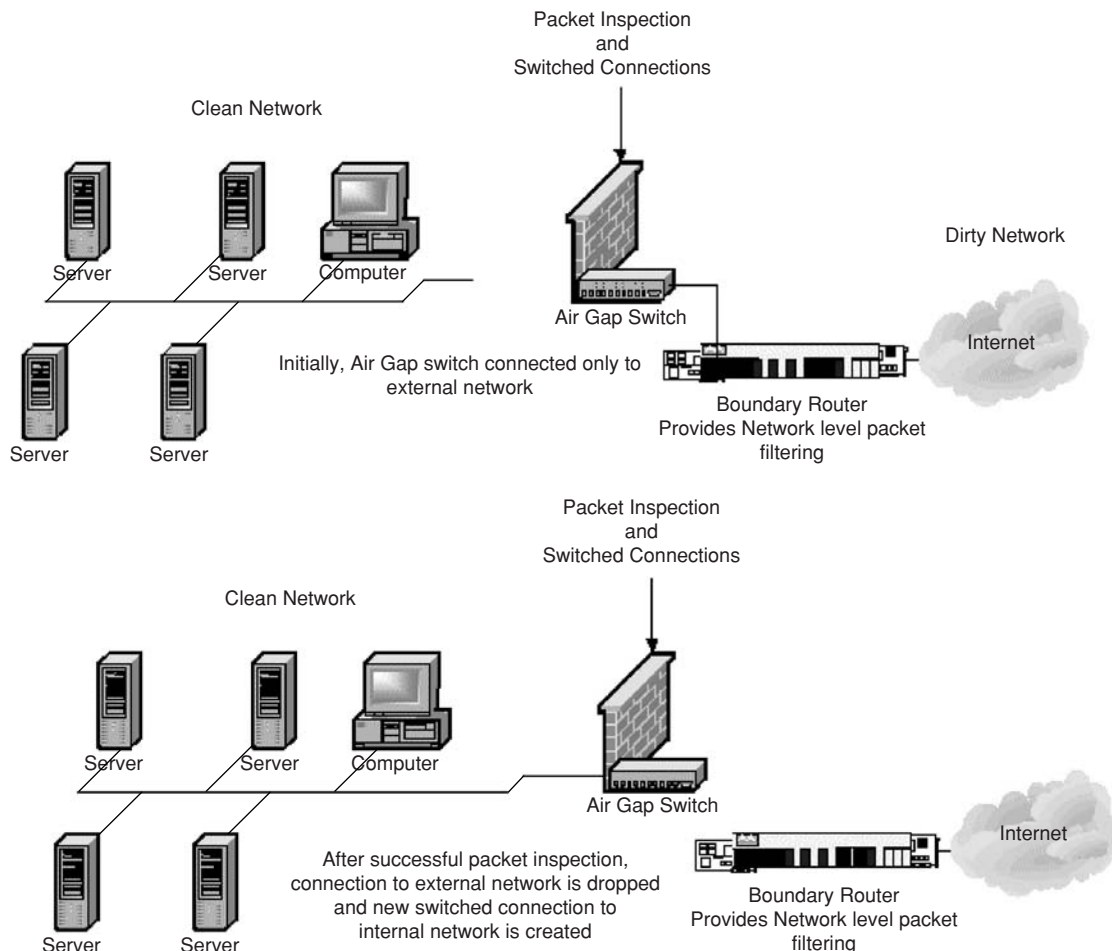 Packet Inspection
and
Switched Connections
Clean Network
Dirty Network
Server
Server
Computer
Air Gap Switch
Internet
Initially, Air Gap switch connected only to
external network
Boundary Router
Provides Network level packet
filtering
Server
Server
Packet Inspection
and
Switched Connections
Clean Network
Server
Server
Computer
Air Gap Switch
Internet
After successful packet inspection,
connection to external network is dropped
and new switched connection to
internal network is created
Boundary Router
Provides Network level packet
filtering
Server
Server